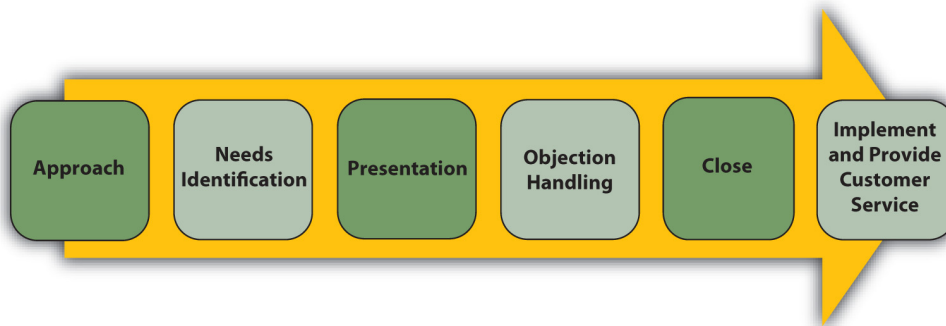 Approach
Needs
Identification
Presentation
Objection
Handling
Close
Implement
and Provide
Customer
Service